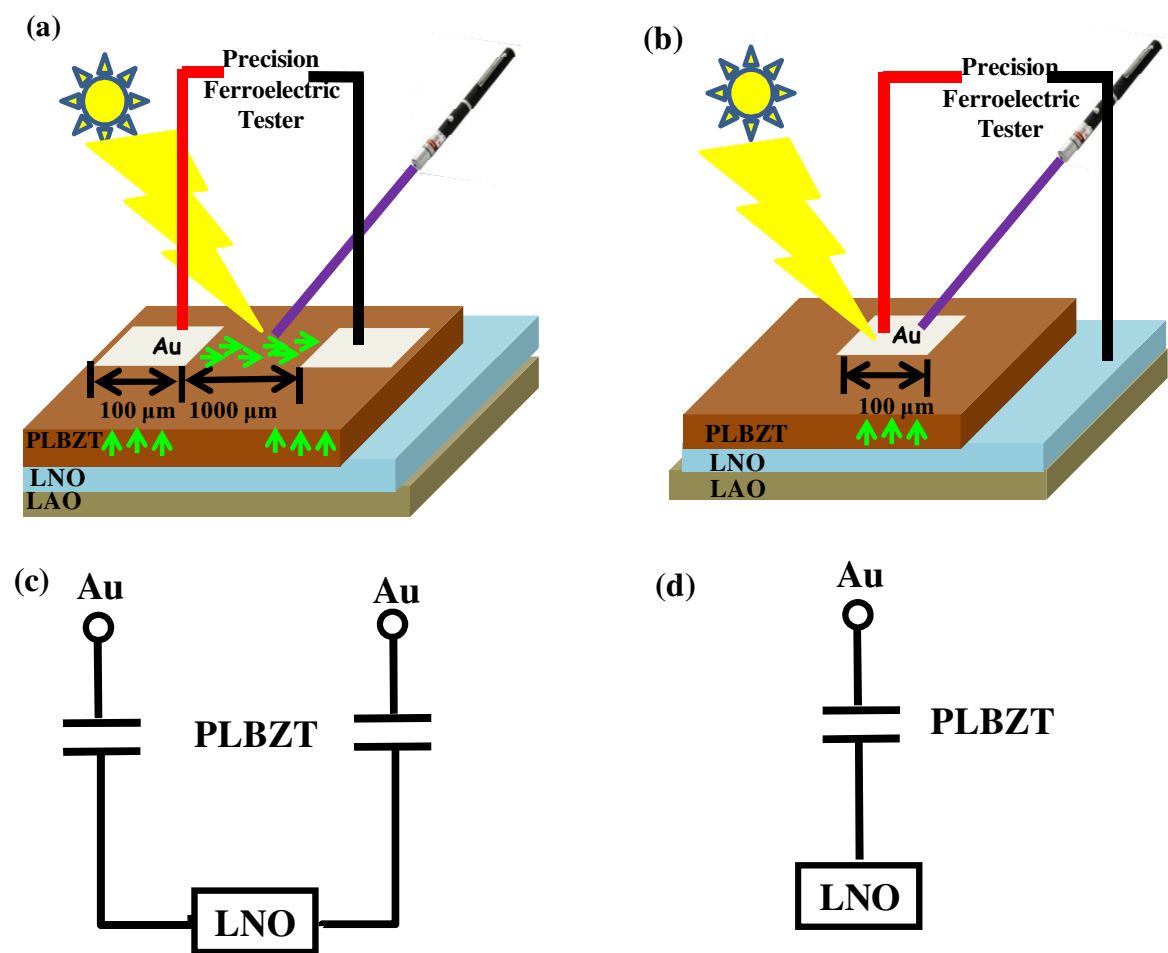 (a)
Precision
Ferroelectric
Tester
Au
100 μm
1000 μm
PLBZT
LNO
LAO
(b)
Precision
Ferroelectric
Tester
Au
100 μm
PLBZT
LNO
LAO
(c)
Au
Au
PLBZT
LNO
(d)
Au
PLBZT
LNO